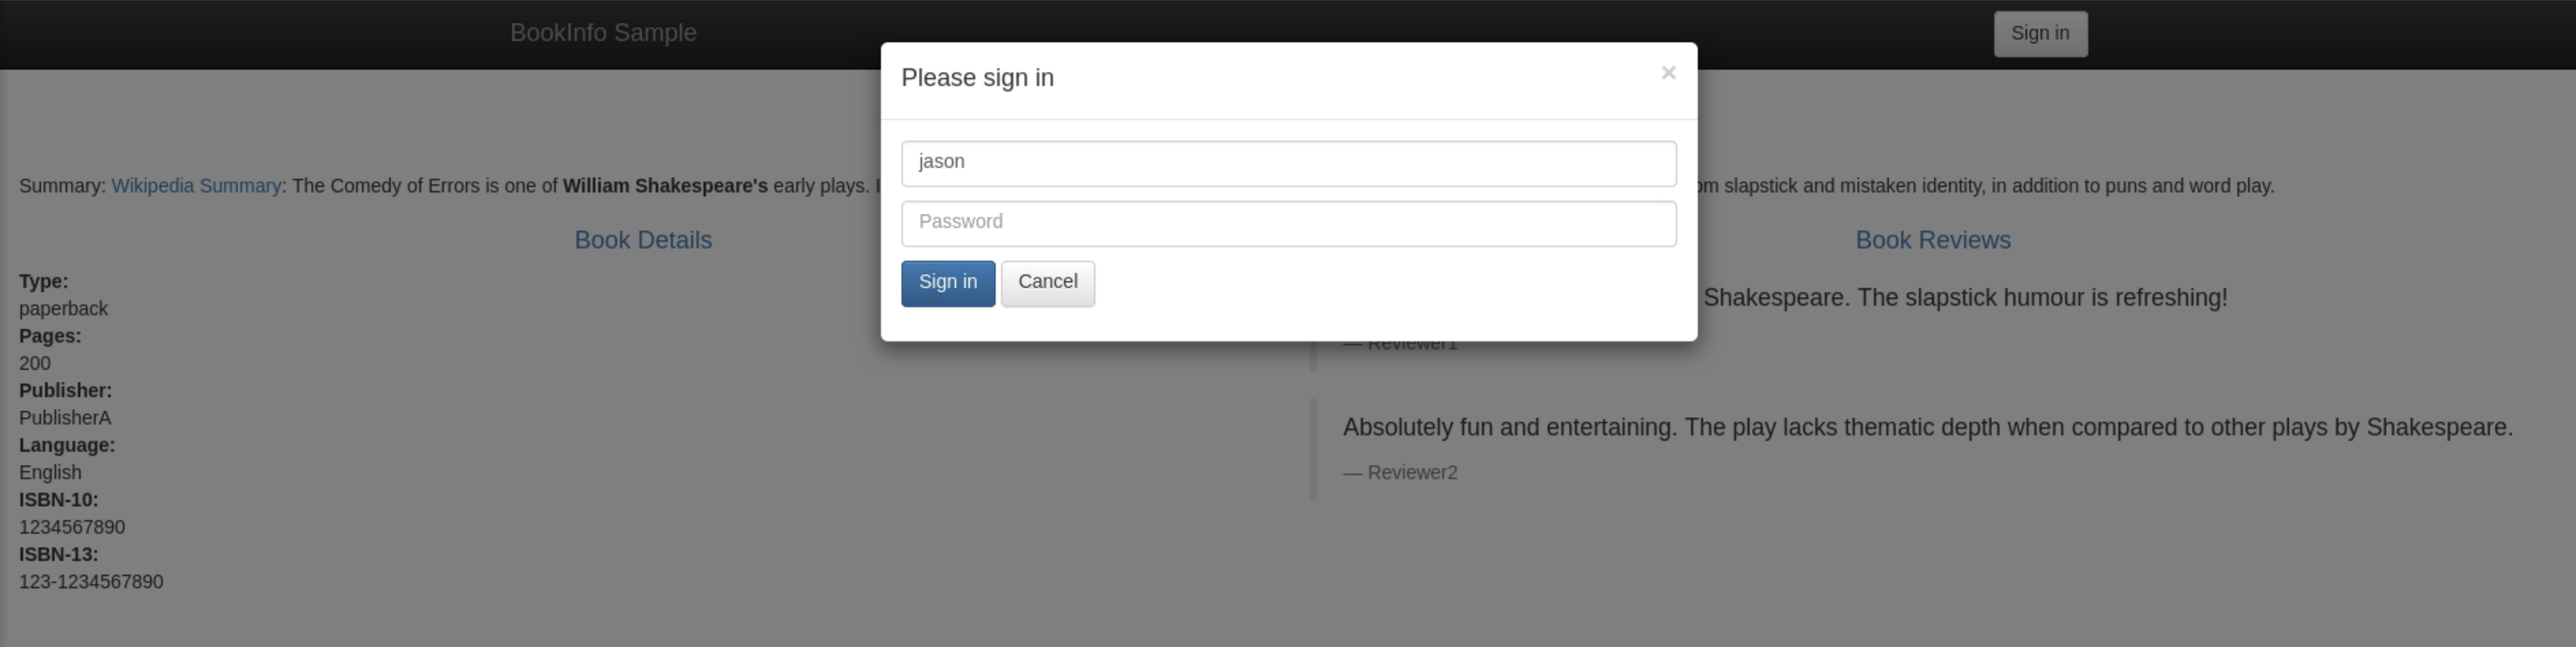 BookInfo Sample
Sign in
Please sign in
×
jason
Password
Sign in Cancel
Summary: Wikipedia Summary: The Comedy of Errors is one of William Shakespeare's early plays. slapstick and mistaken identity, in addition to puns and word play.
Book Details
Type:
paperback
Pages:
200
Publisher:
PublisherA
Language:
English
ISBN-10:
1234567890
ISBN-13:
123-1234567890
Book Reviews
Shakespeare. The slapstick humour is refreshing!
— Reviewer1
Absolutely fun and entertaining. The play lacks thematic depth when compared to other plays by Shakespeare.
— Reviewer2